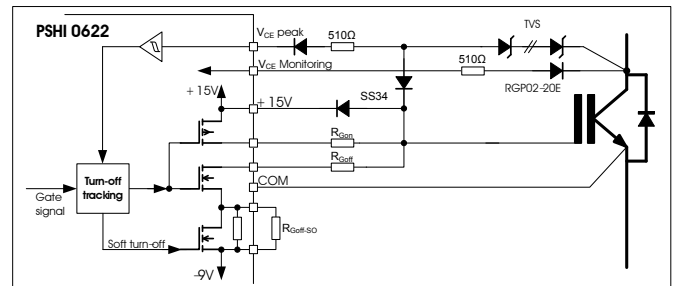 PSHI 0622
VCE peak
510Ω
TVS
VCE Monitoring
510Ω
RGP02-20E
+ 15V
+ 15V
SS34
RGon
RGoff
COM
Turn-off
tracking
Gate
signal
RGoff-SO
Soft turn-off
-9V